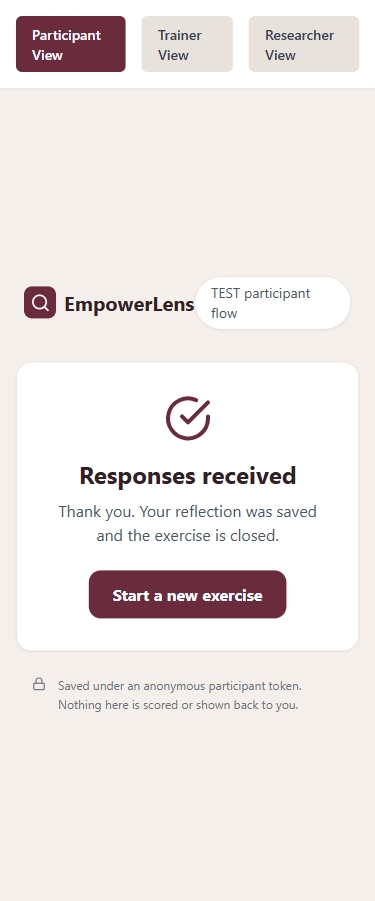 Participant View
Trainer View
Researcher View
EmpowerLens
TEST participant flow
Responses received
Thank you. Your reflection was saved
and the exercise is closed.
Start a new exercise
Saved under an anonymous participant token.
Nothing here is scored or shown back to you.